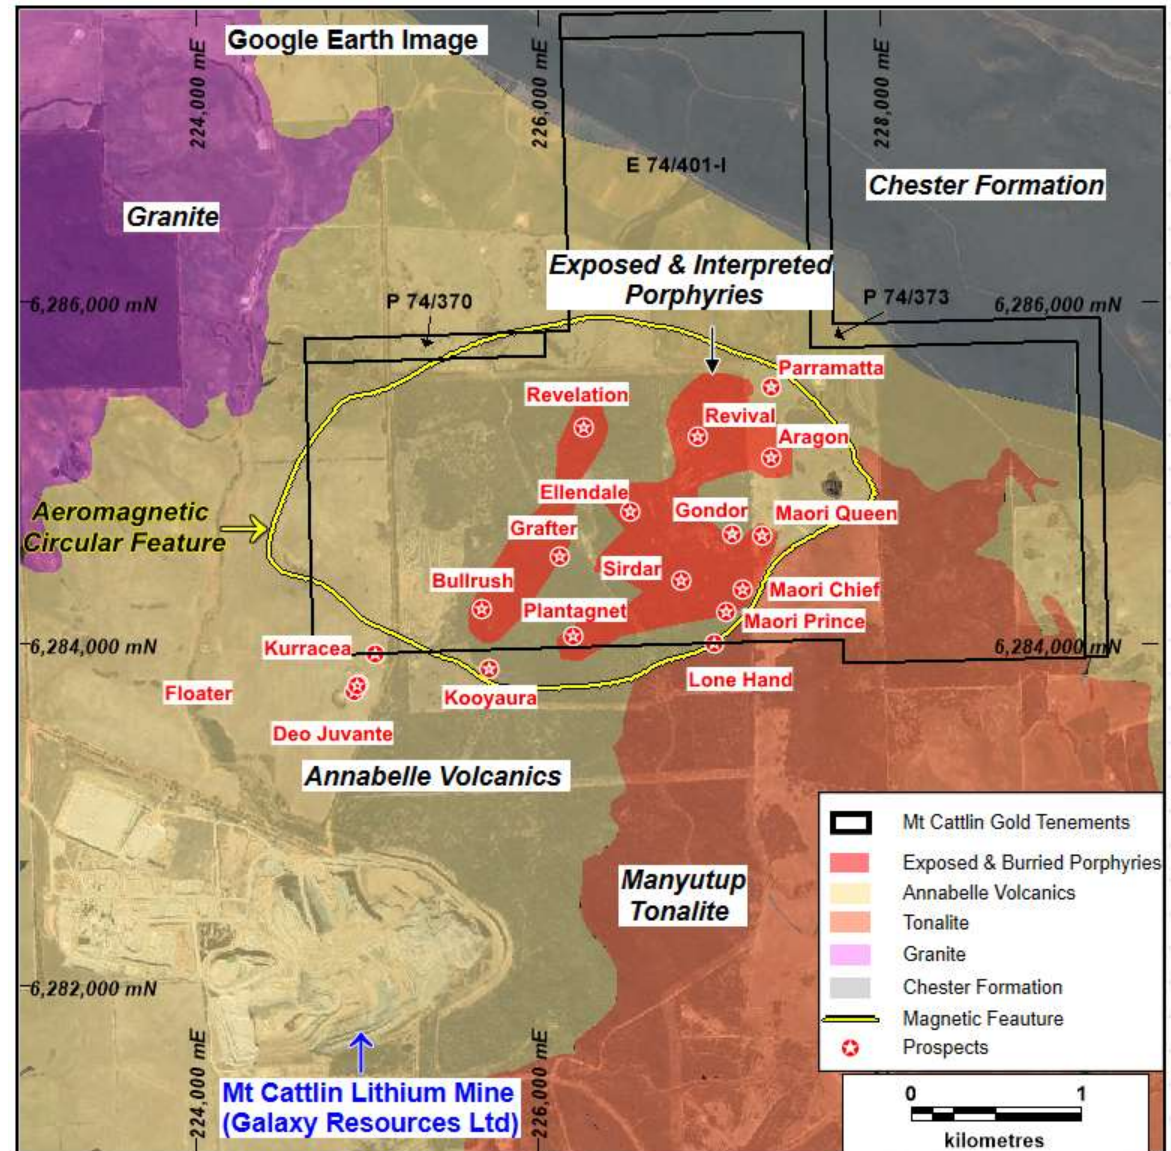 Google Earth Image
224,000 mE
226,000 mE
228,000 mE
E 74/401-I
Chester Formation
Granite
Exposed & Interpreted
Porphyries
6,286,000 mN
P 74/370
P 74/373
6,286,000 mN
Parramatta
Revelation
Revival
Aragon
Ellendale
Gondor
Maori Queen
Aeromagnetic
Circular Feature
Grafter
Sirdar
Bullrush
Maori Chief
Plantagnet
Maori Prince
6,284,000 mN
Kurracea
6,284,000 mN
Lone Hand
Floater
Kooyaura
Deo Juvante
Annabelle Volcanics
Manyutup
Tonalite
6,282,000 mN
224,000 mE
226,000 mE
Mt Cattlin Lithium Mine
(Galaxy Resources Ltd)
Mt Cattlin Gold Tenements
Exposed & Burried Porphyries
Annabelle Volcanics
Tonalite
Granite
Chester Formation
Magnetic Feauture
Prospects
0 1
kilometres